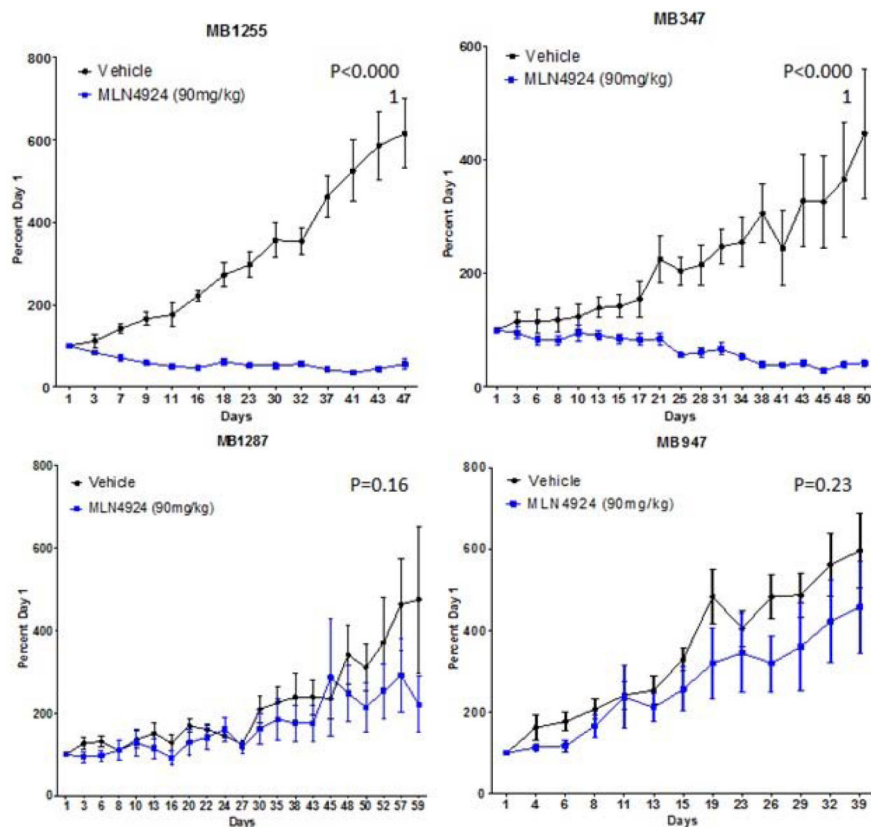 MB1255
Vehicle
MLN4924 (90mg/kg)
P<0.000
1
Percent Day 1
800
600
400
200
0
1 3 7 9 11 16 18 23 30 32 37 41 43 47
Days
MB347
Vehicle
MLN4924 (90mg/kg)
P<0.000
1
Percent Day 1
600
400
200
0
1 3 6 8 10 13 15 17 21 25 28 31 34 38 41 43 45 48 50
Days
MB1287
Vehicle
MLN4924 (90mg/kg)
P=0.16
Percent Day 1
800
600
400
200
0
1 3 6 8 10 13 16 20 22 24 27 30 35 38 43 45 48 50 52 57 59
Days
MB947
Vehicle
MLN4924 (90mg/kg)
P=0.23
Percent Day 1
800
600
400
200
0
1 4 6 8 11 13 15 19 23 26 29 32 39
Days